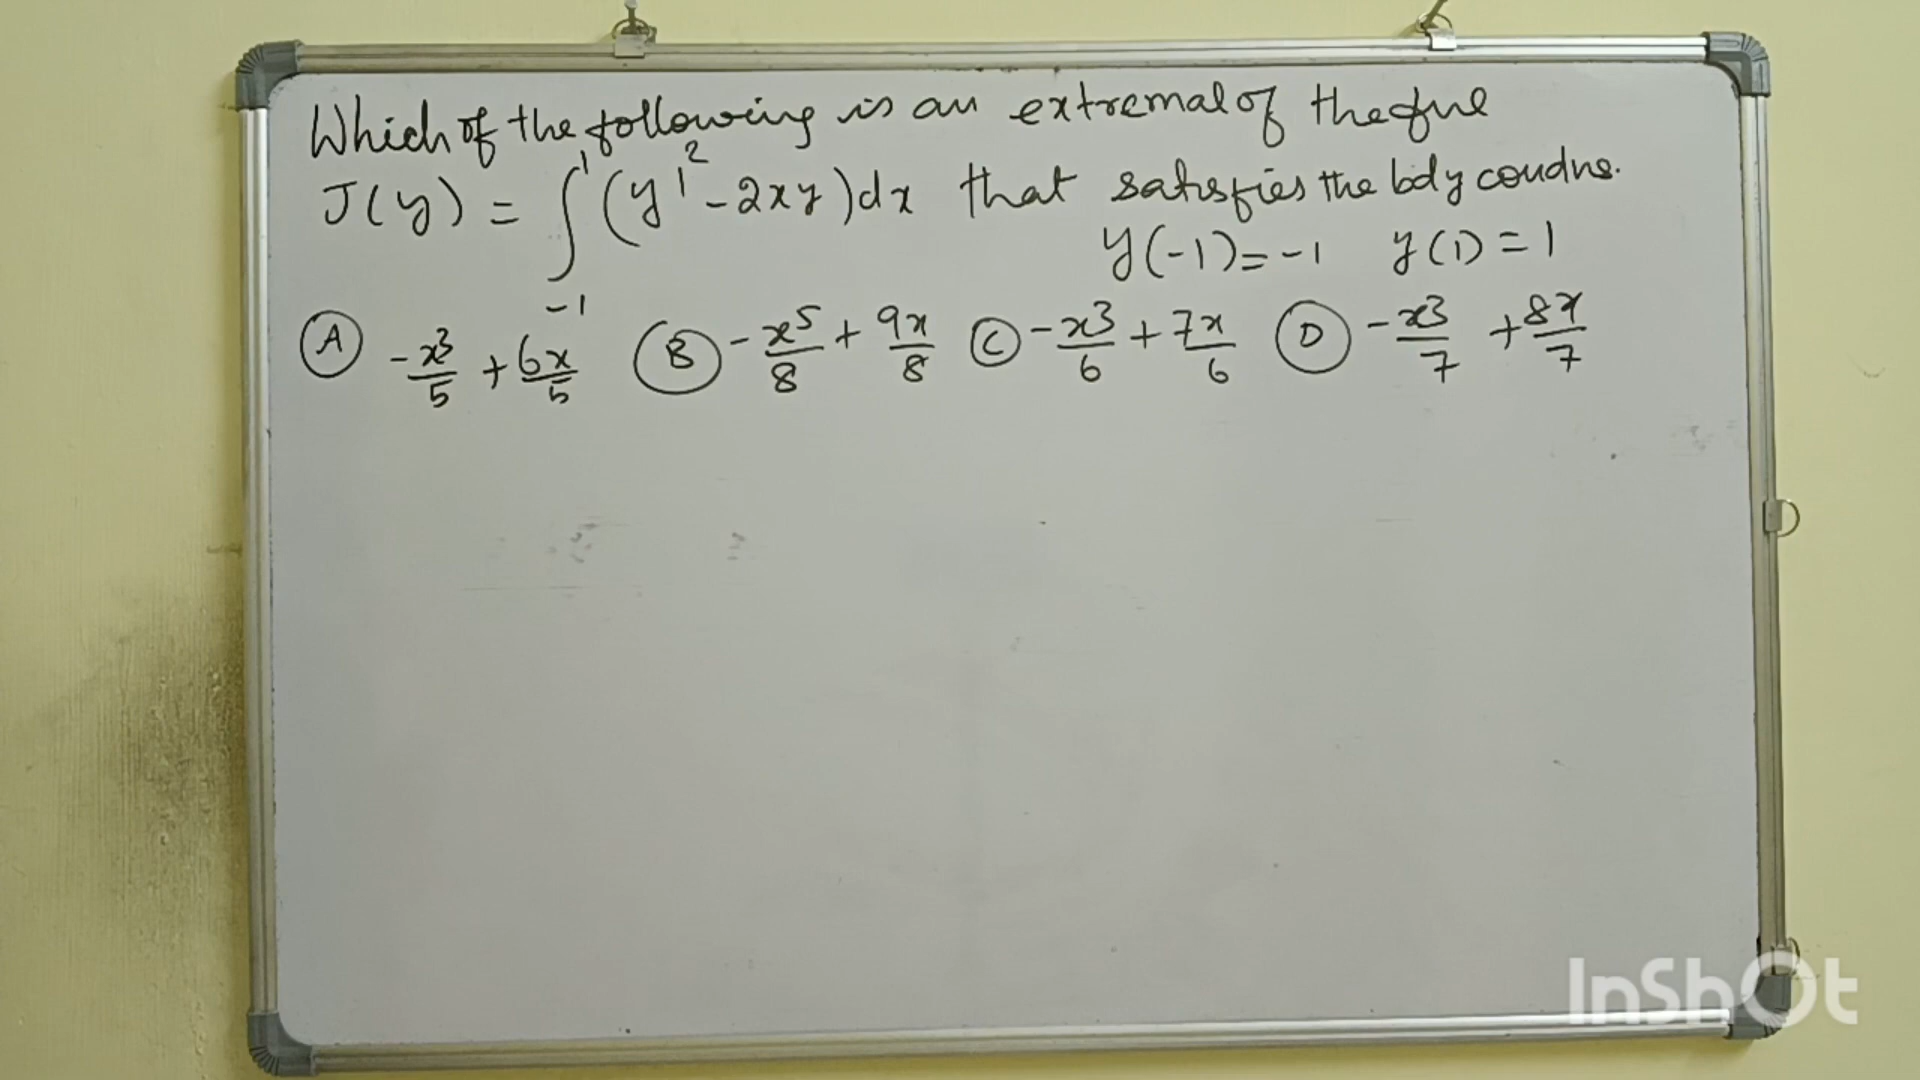 Which of the following is an extremal of the fnl
J(y) = ∫₋₁¹ (y'² - 2xy)dx that satisfies the bdy condns.
y(-1)=-1 y(1)=1
(A) -x³/5 + 6x/5 (B) -x⁵/8 + 9x/8 (C) -x³/6 + 7x/6 (D) -x³/7 + 8x/7
InShOt